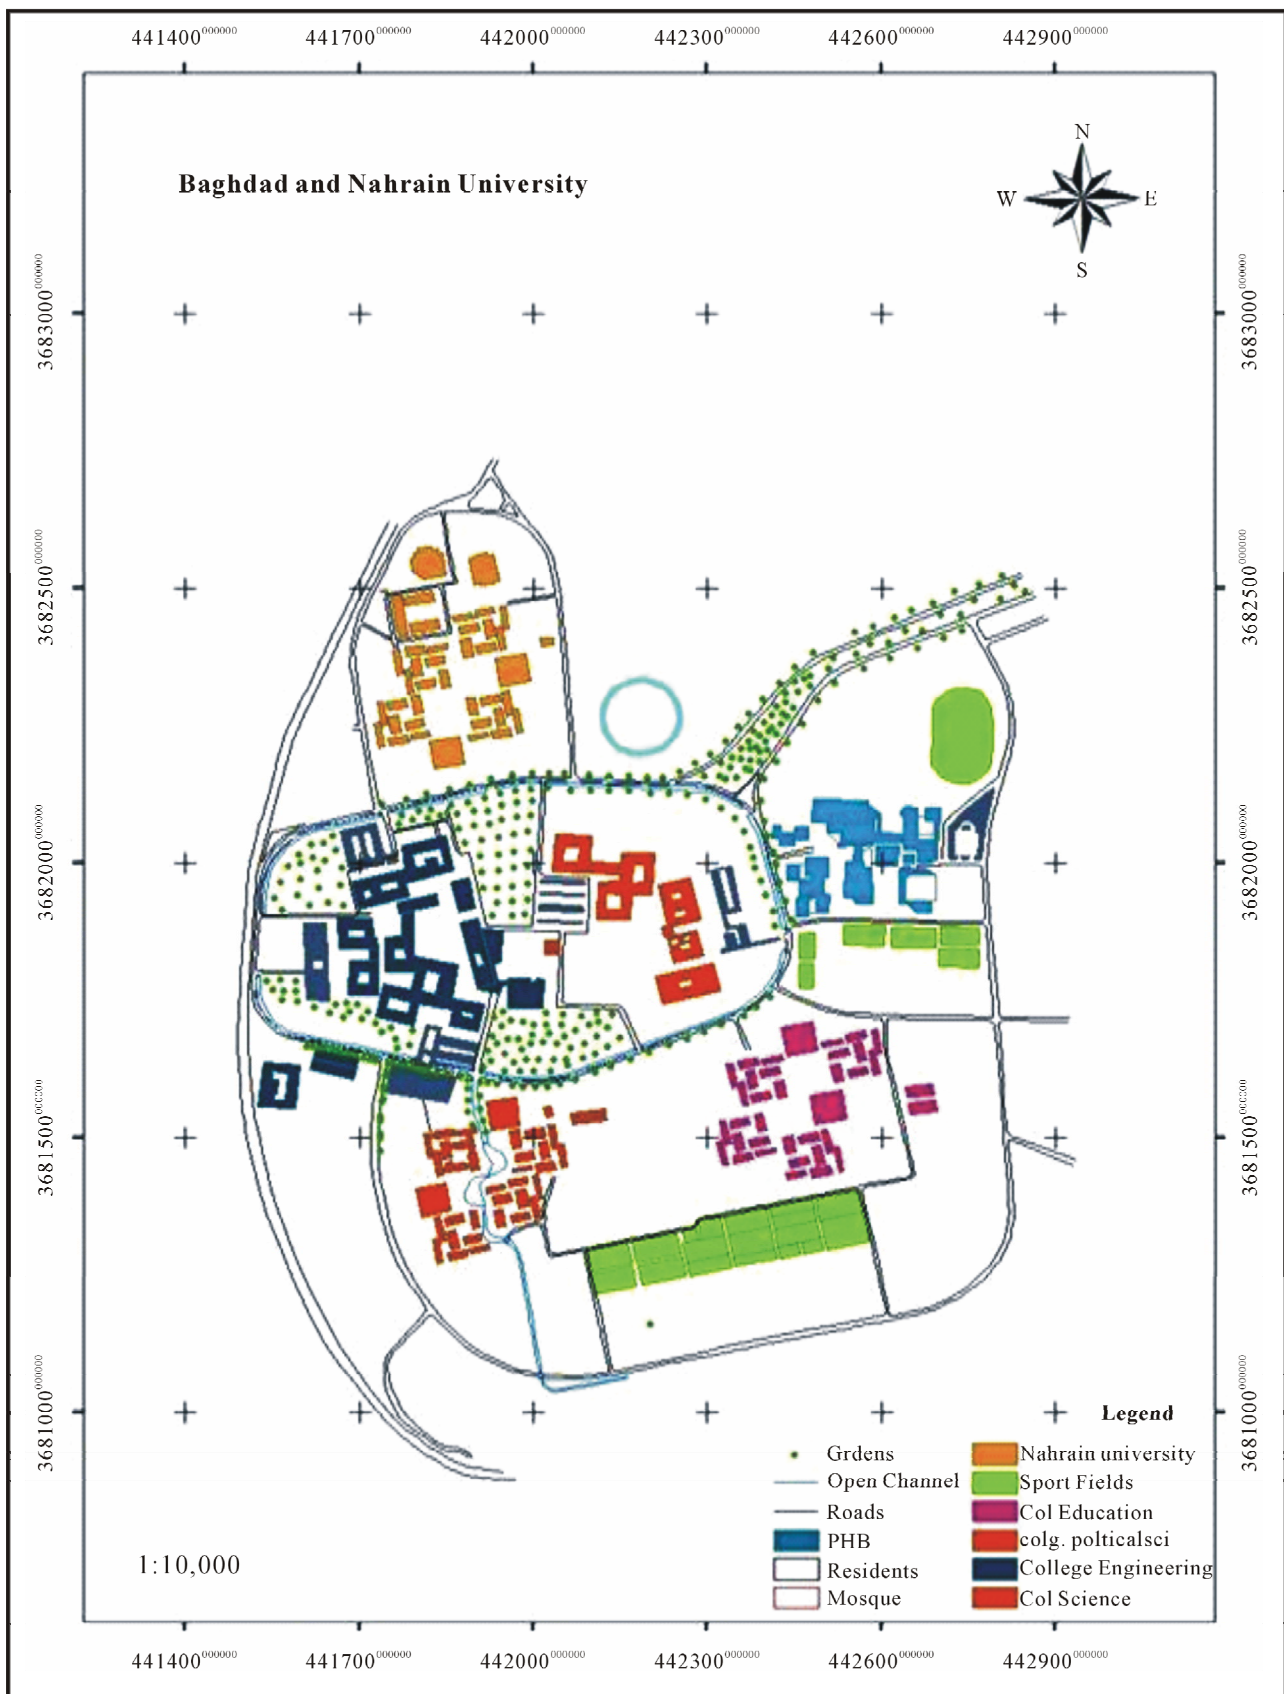 441400000000 441700000000 442000000000 442300000000 442600000000 442900000000
N
Baghdad and Nahrain University
W E
S
3683000000000 3683000000000
3682500000000 3682500000000
3682000000000 3682000000000
3681500000000 3681500000000
3681000000000 3681000000000
Legend
Grdens
Open Channel
Roads
PHB
Residents
Mosque
Nahrain university
Sport Fields
Col Education
colg. polticalsci
College Engineering
Col Science
1:10,000
441400000000 441700000000 442000000000 442300000000 442600000000 442900000000